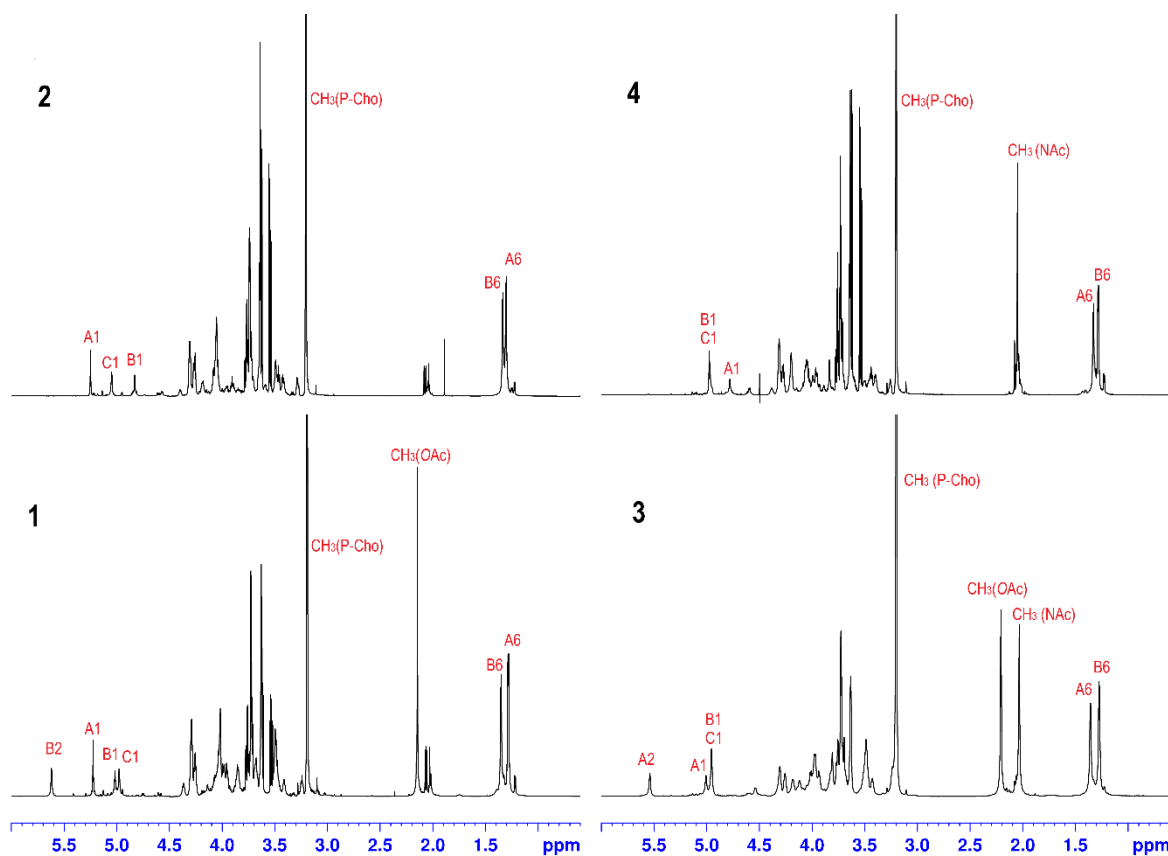 2
CH₃(P-Cho)
A6
B6
A1
C1
B1
4
CH₃(P-Cho)
CH₃ (NAc)
B6
A6
B1
C1
A1
1
CH₃(OAc)
CH₃(P-Cho)
A6
B6
A1
B2
B1
C1
5.5 5.0 4.5 4.0 3.5 3.0 2.5 2.0 1.5 ppm
3
CH₃ (P-Cho)
CH₃(OAc)
CH₃ (NAc)
B6
A6
B1
C1
A1
A2
5.5 5.0 4.5 4.0 3.5 3.0 2.5 2.0 1.5 ppm